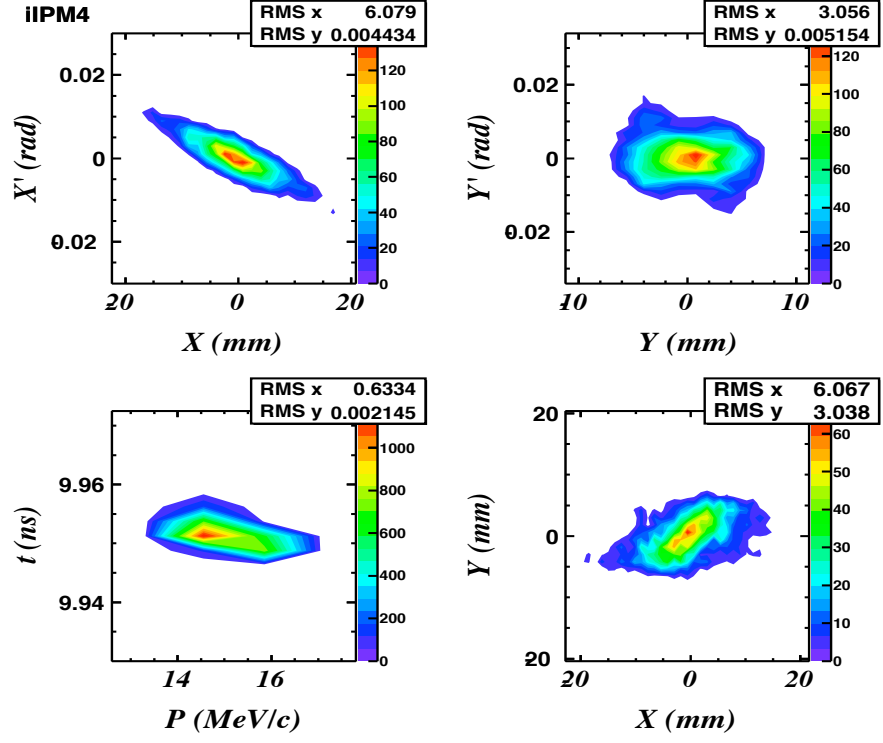 iIPM4
RMS x 6.079
RMS y 0.004434
0.02
0
-0.02
X' (rad)
120
100
80
60
40
20
0
-20 0 20
X (mm)
RMS x 3.056
RMS y 0.005154
0.02
0
-0.02
Y' (rad)
120
100
80
60
40
20
0
-10 0 10
Y (mm)
RMS x 0.6334
RMS y 0.002145
9.96
9.94
t (ns)
1000
800
600
400
200
0
14 16
P (MeV/c)
RMS x 6.067
RMS y 3.038
20
0
-20
Y (mm)
60
50
40
30
20
10
0
-20 0 20
X (mm)